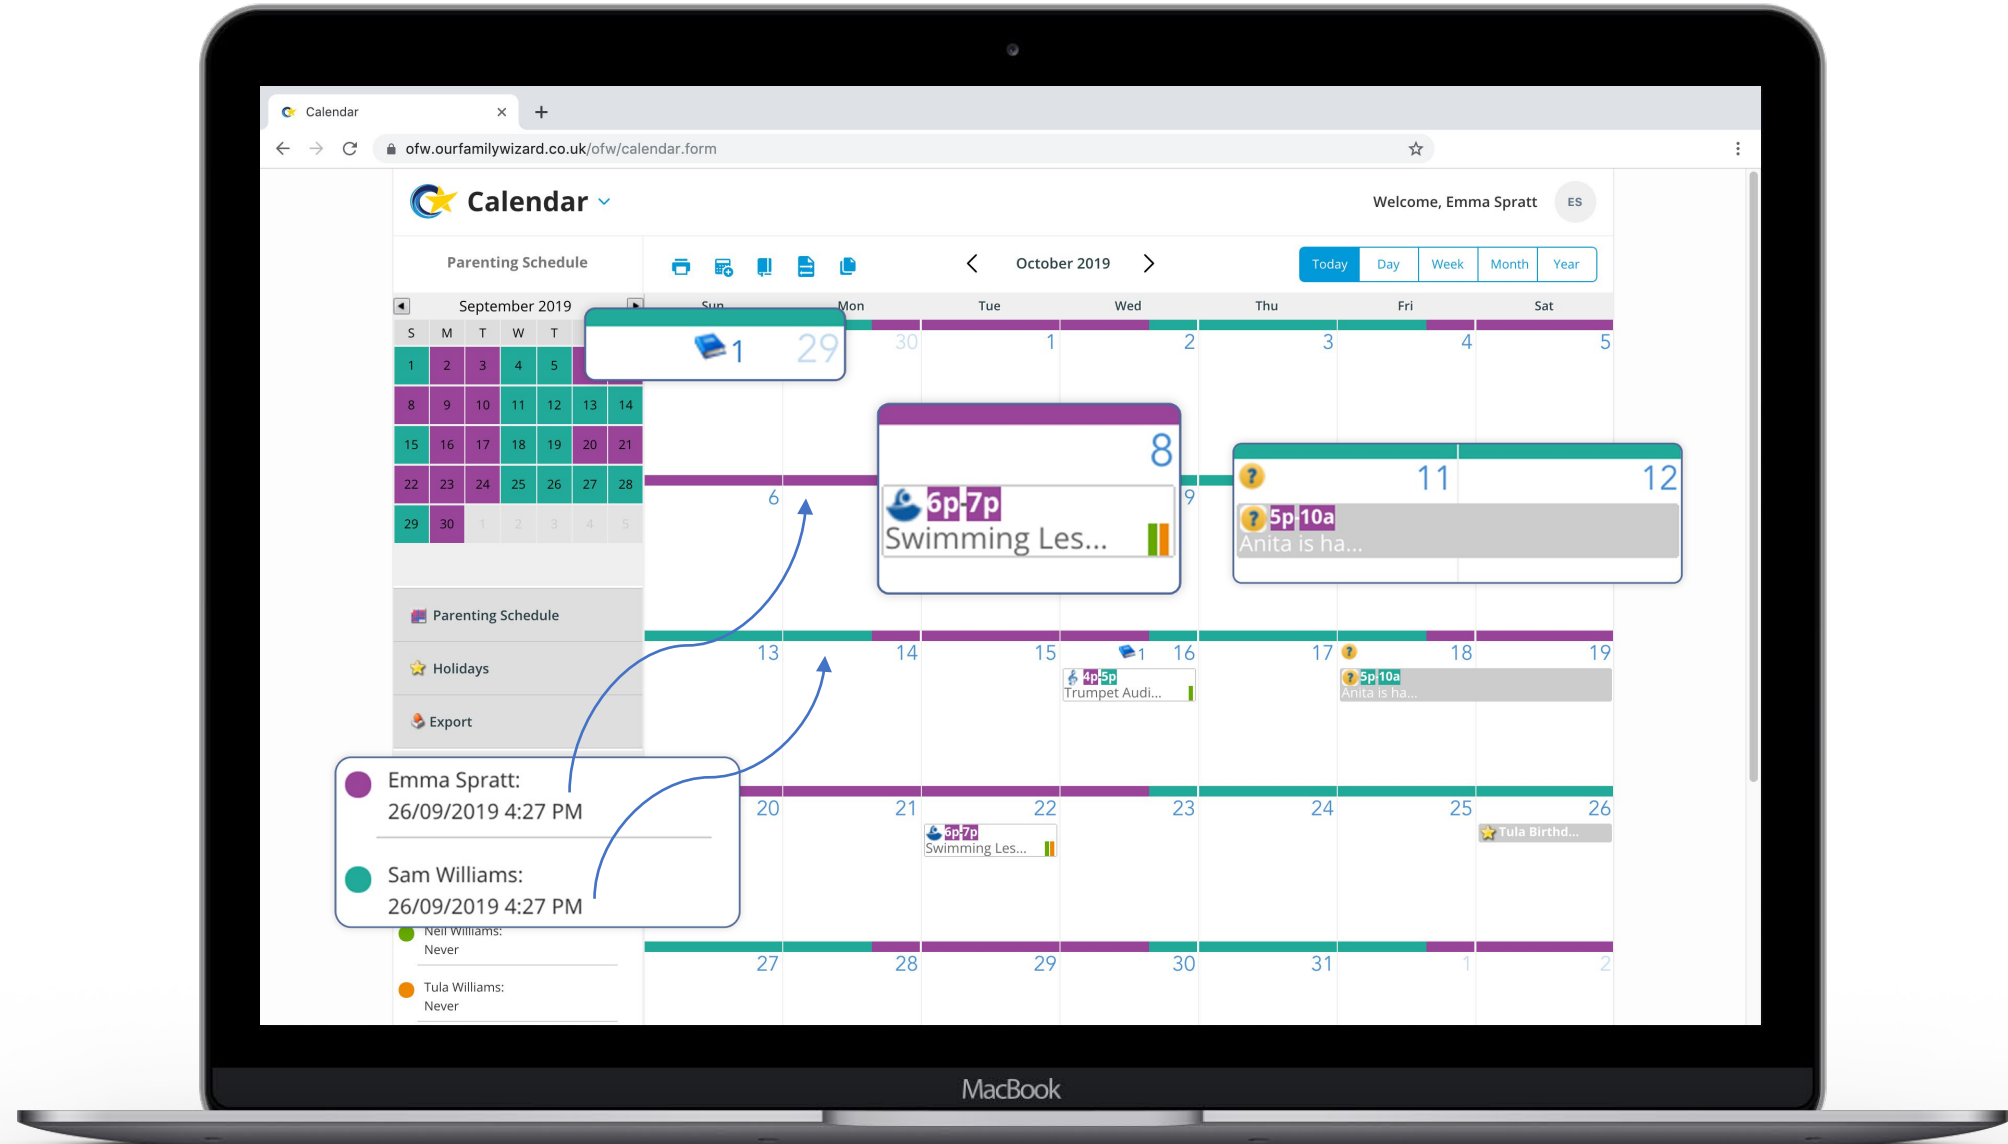 Calendar
ofw.ourfamilywizard.co.uk/ofw/calendar.form
Calendar
Welcome, Emma Spratt
ES
Parenting Schedule
October 2019
Today Day Week Month Year
September 2019
Mon Tue Wed Thu Fri Sat
S M T W T
1 2 3 4 5
8 9 10 11 12 13 14
15 16 17 18 19 20 21
22 23 24 25 26 27 28
29 30 1 2 3 4 5
1 29
30 1 2 3 4 5
6
8
6p-7p
Swimming Les...
9
11 12
5p-10a
Anita is ha...
Parenting Schedule
Holidays
Export
13 14 15 1 16 17 18 19
4p-5p
Trumpet Audi...
5p-10a
Anita is ha...
Emma Spratt:
26/09/2019 4:27 PM
Sam Williams:
26/09/2019 4:27 PM
Neil Williams:
Never
Tula Williams:
Never
20 21 22 23 24 25 26
6p-7p
Swimming Les...
Tula Birthd...
27 28 29 30 31 1 2
MacBook